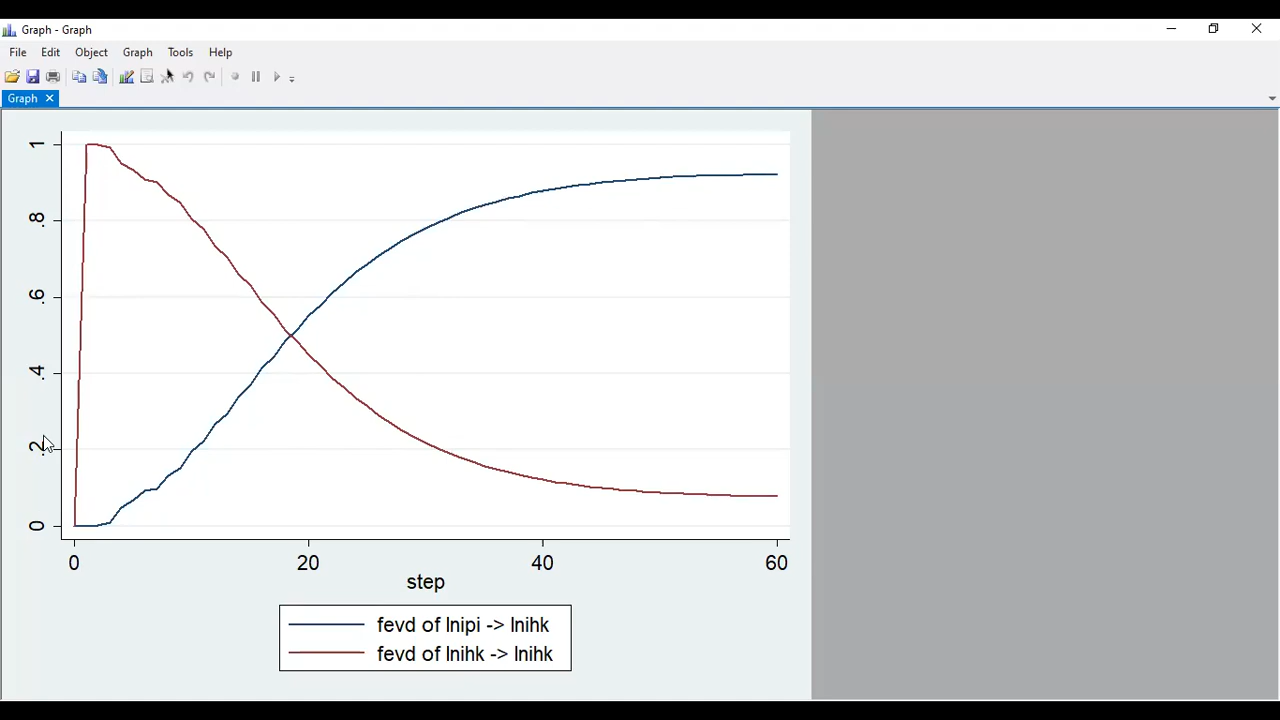 Graph - Graph
File Edit Object Graph Tools Help
Graph
1
.8
.6
.4
.2
0
0 20 40 60
step
fevd of lnipi -> lnihk
fevd of lnihk -> lnihk